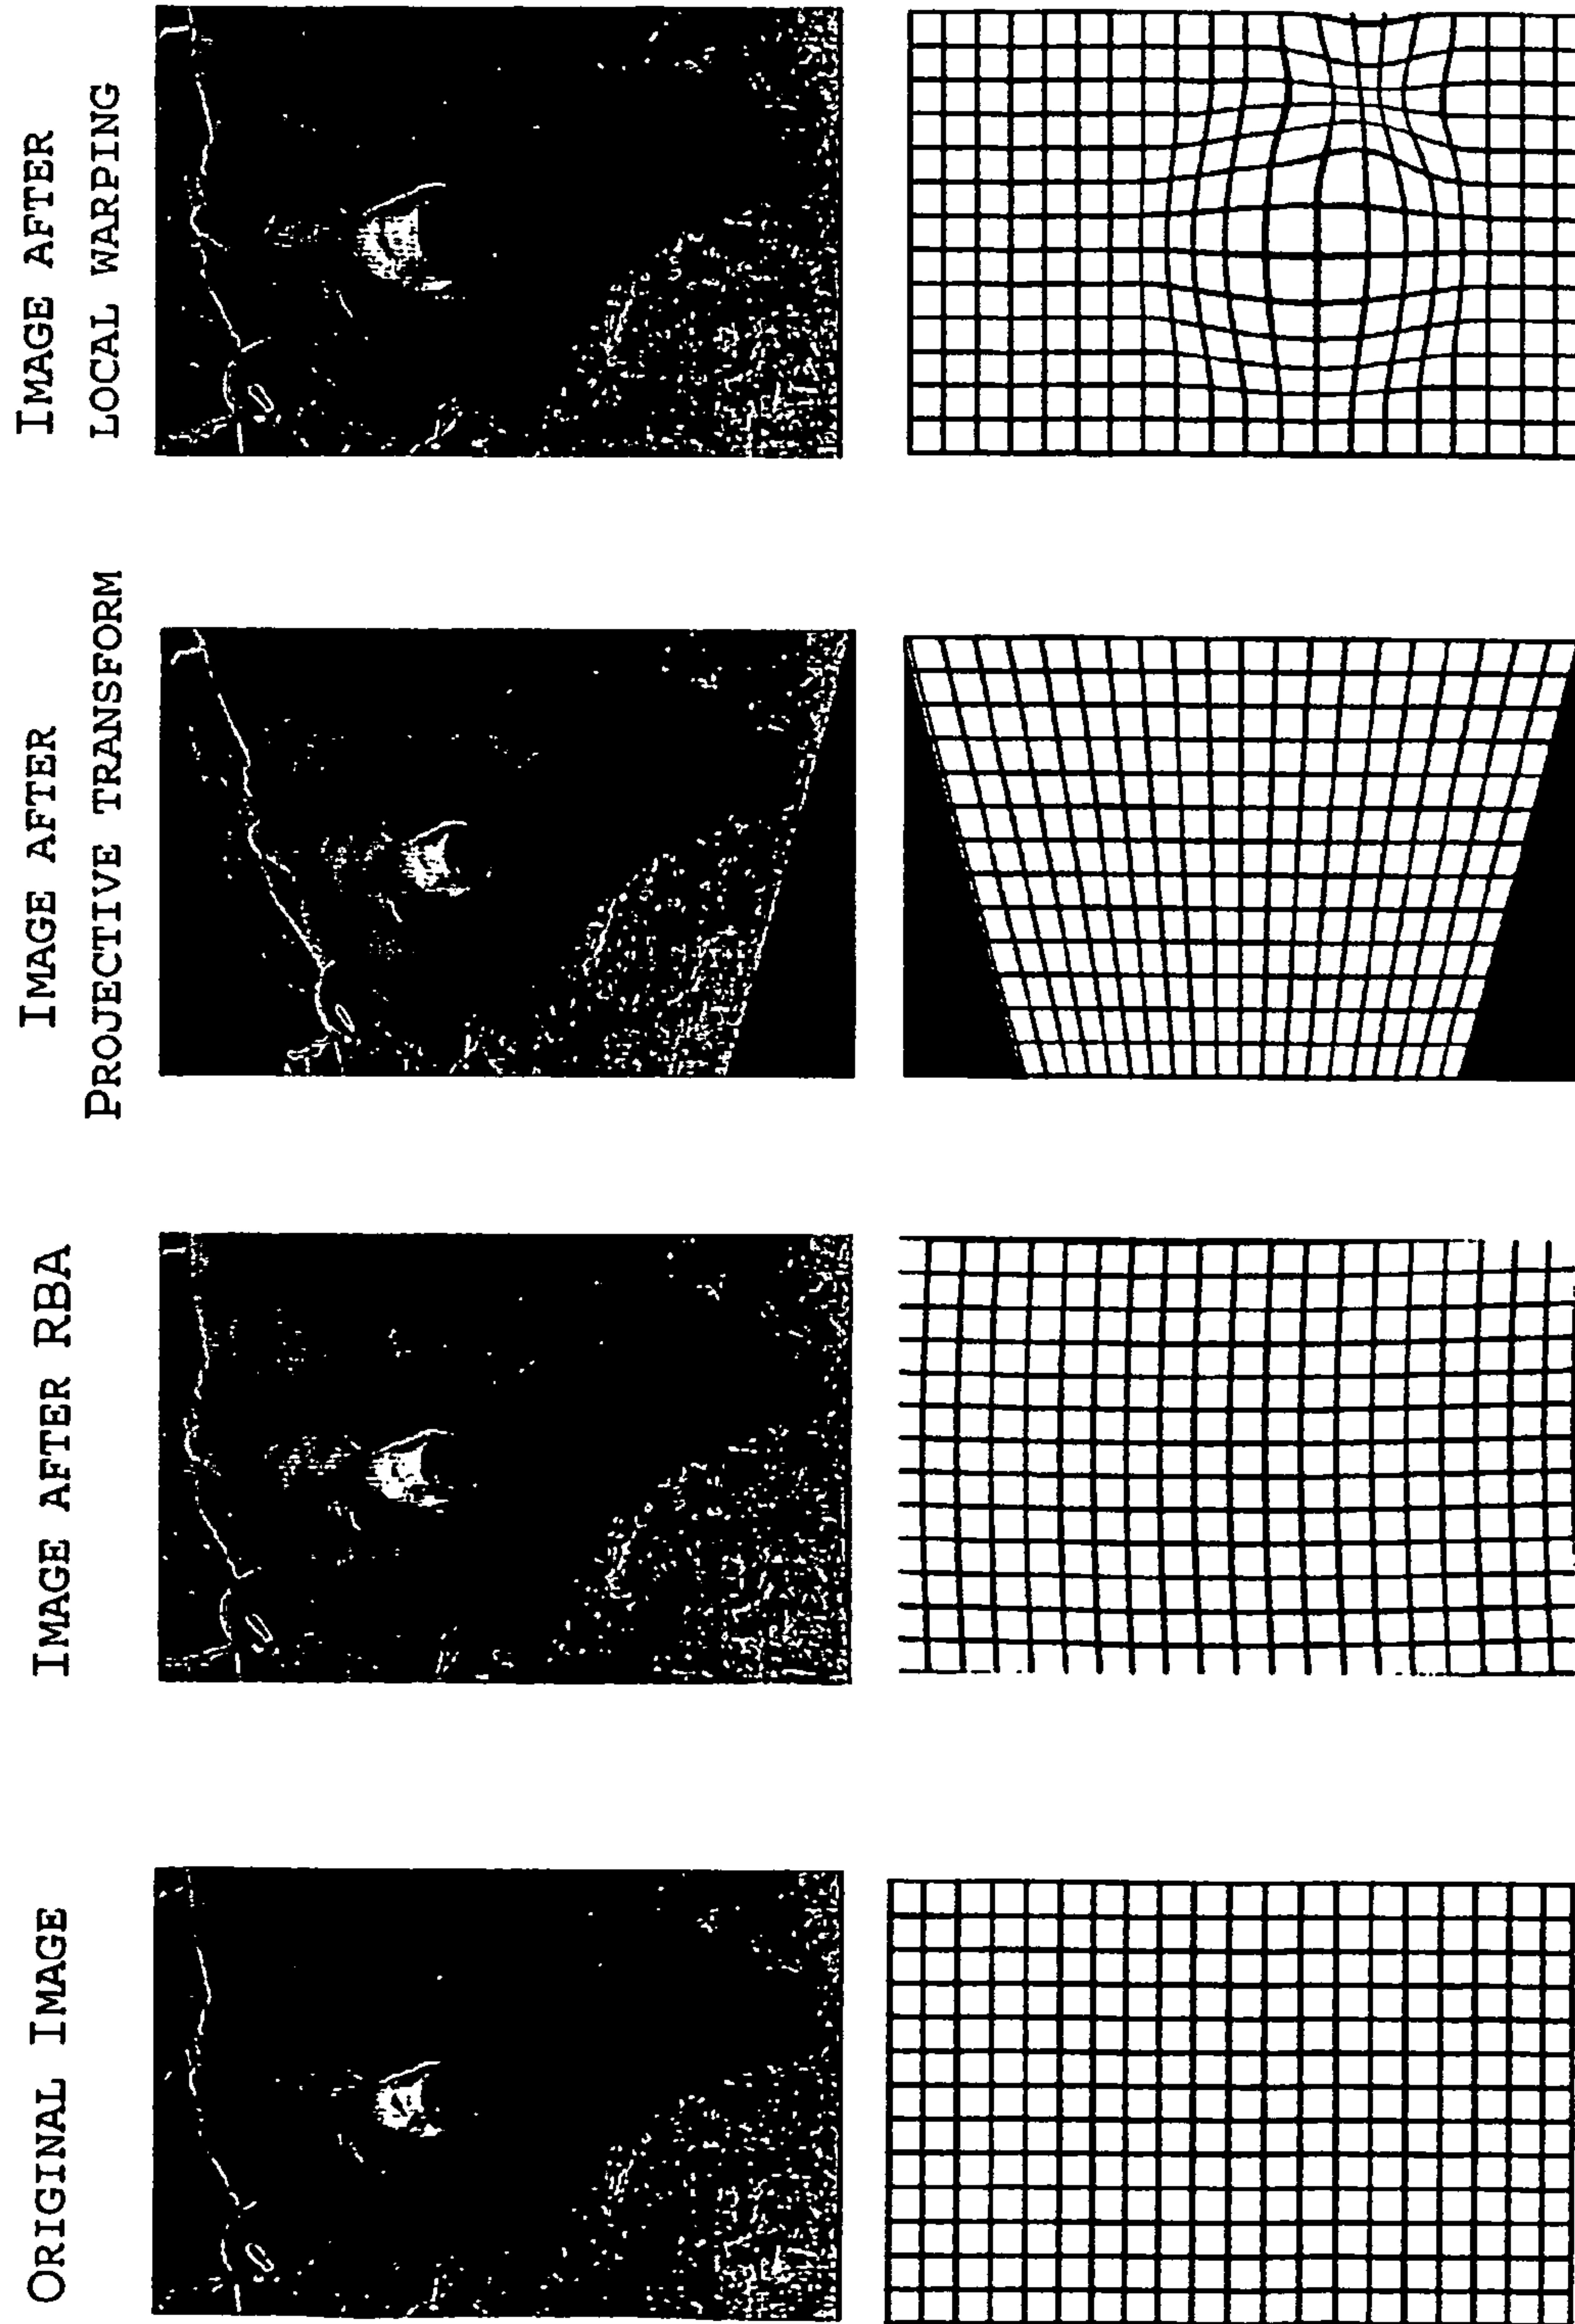 ORIGINAL IMAGE
IMAGE AFTER RBA
IMAGE AFTER
PROJECTIVE TRANSFORM
IMAGE AFTER
LOCAL WARPING